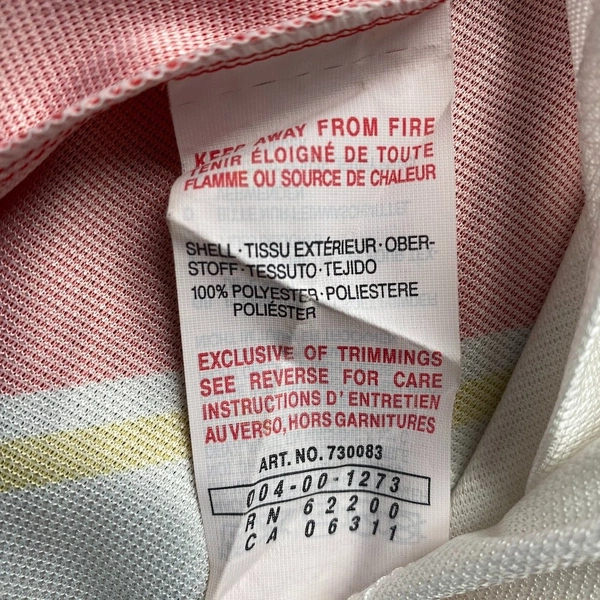 KEEP AWAY FROM FIRE
TENIR ÉLOIGNÉ DE TOUTE
FLAMME OU SOURCE DE CHALEUR
SHELL·TISSU EXTÉRIEUR·OBER-
STOFF·TESSUTO·TEJIDO
100% POLYESTER·POLIESTERE
POLIÉSTER
EXCLUSIVE OF TRIMMINGS
SEE REVERSE FOR CARE
INSTRUCTIONS D'ENTRETIEN
AU VERSO, HORS GARNITURES
ART. NO. 730083
004-00-1273
RN 62200
CA 06311